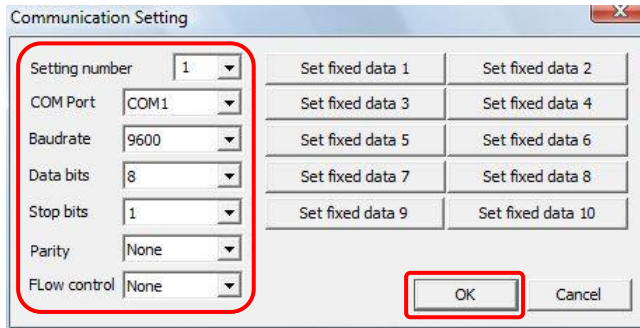 Communication Setting
Setting number 1 Set fixed data 1 Set fixed data 2
COM Port COM1 Set fixed data 3 Set fixed data 4
Baudrate 9600 Set fixed data 5 Set fixed data 6
Data bits 8 Set fixed data 7 Set fixed data 8
Stop bits 1 Set fixed data 9 Set fixed data 10
Parity None
FLow control None OK Cancel